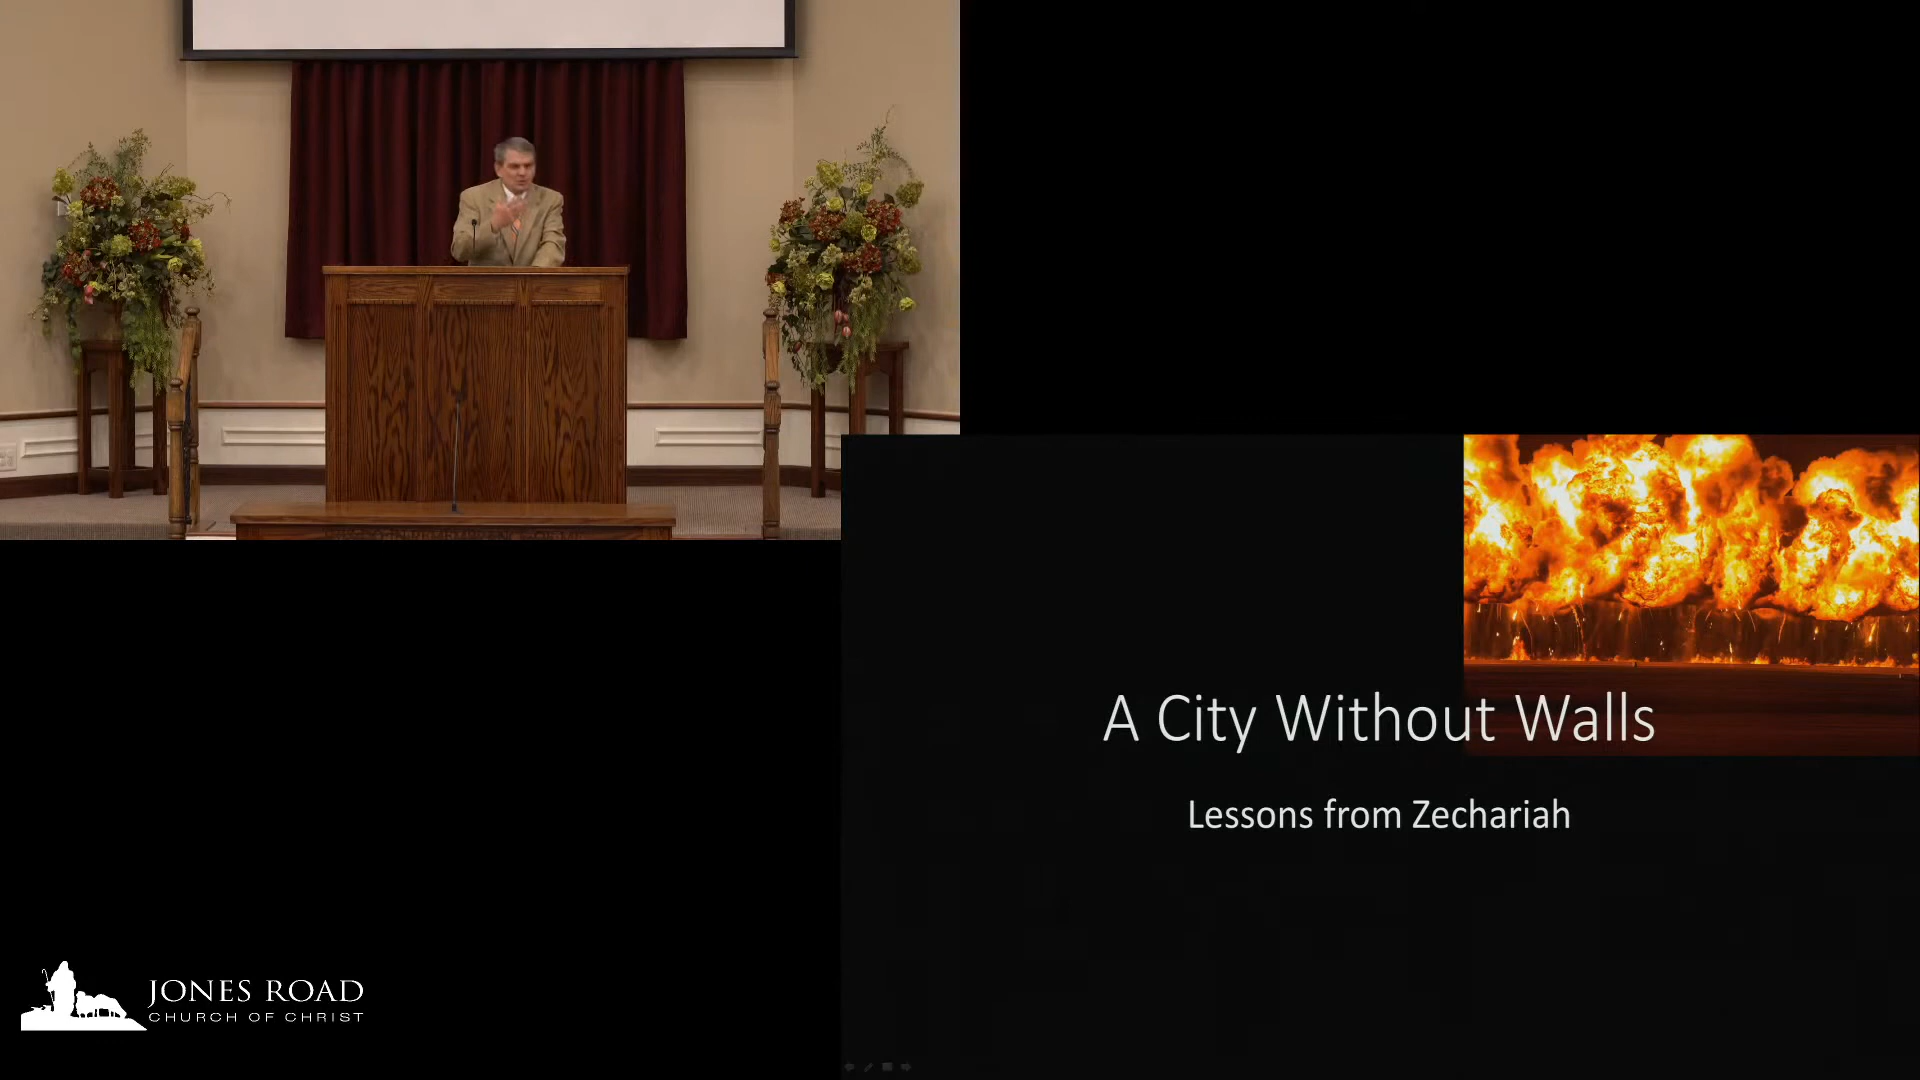 A City Without Walls
Lessons from Zechariah
JONES ROAD
CHURCH OF CHRIST